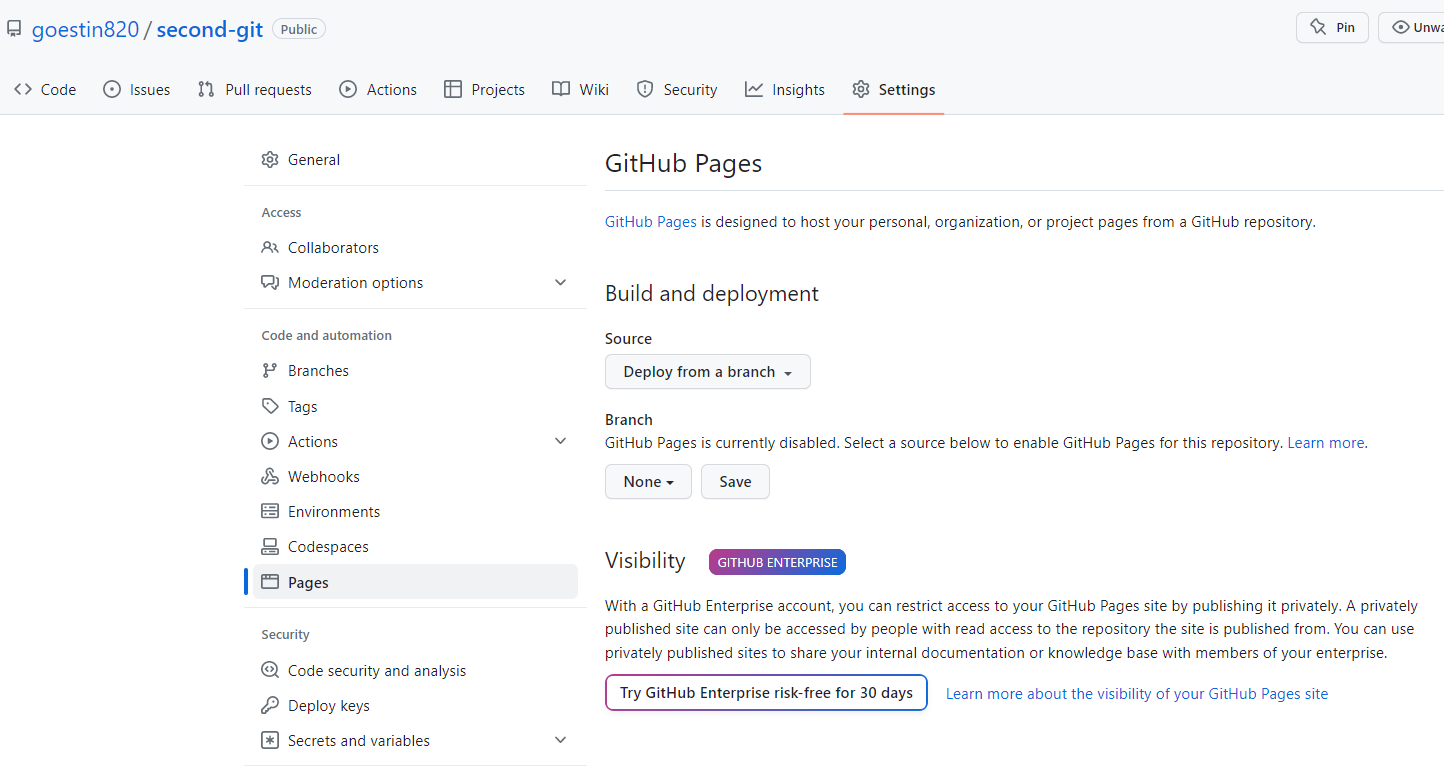 goestin820 / second-git Public
Pin
Code Issues Pull requests Actions Projects Wiki Security Insights Settings
General
Access
Collaborators
Moderation options
Code and automation
Branches
Tags
Actions
Webhooks
Environments
Codespaces
Pages
Security
Code security and analysis
Deploy keys
Secrets and variables
GitHub Pages
GitHub Pages is designed to host your personal, organization, or project pages from a GitHub repository.
Build and deployment
Source
Deploy from a branch
Branch
GitHub Pages is currently disabled. Select a source below to enable GitHub Pages for this repository. Learn more.
None Save
Visibility GITHUB ENTERPRISE
With a GitHub Enterprise account, you can restrict access to your GitHub Pages site by publishing it privately. A privately
published site can only be accessed by people with read access to the repository the site is published from. You can use
privately published sites to share your internal documentation or knowledge base with members of your enterprise.
Try GitHub Enterprise risk-free for 30 days Learn more about the visibility of your GitHub Pages site